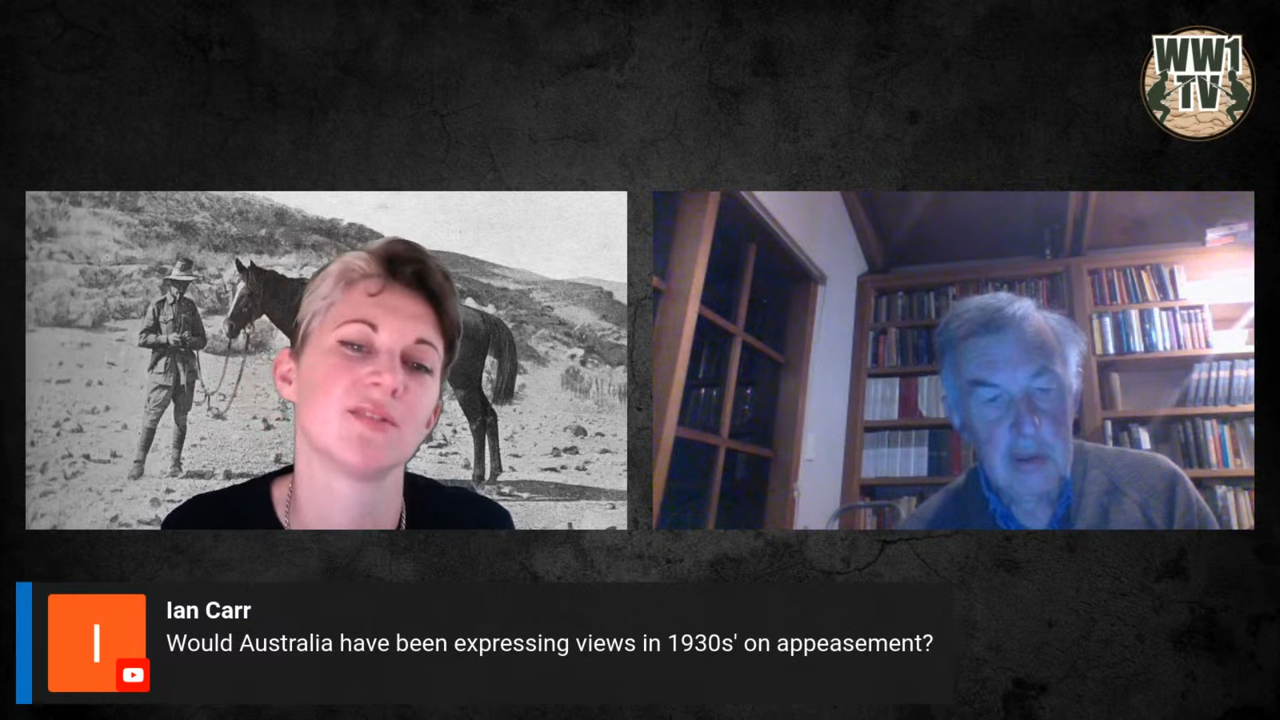 WW1
TV
I
Ian Carr
Would Australia have been expressing views in 1930s' on appeasement?